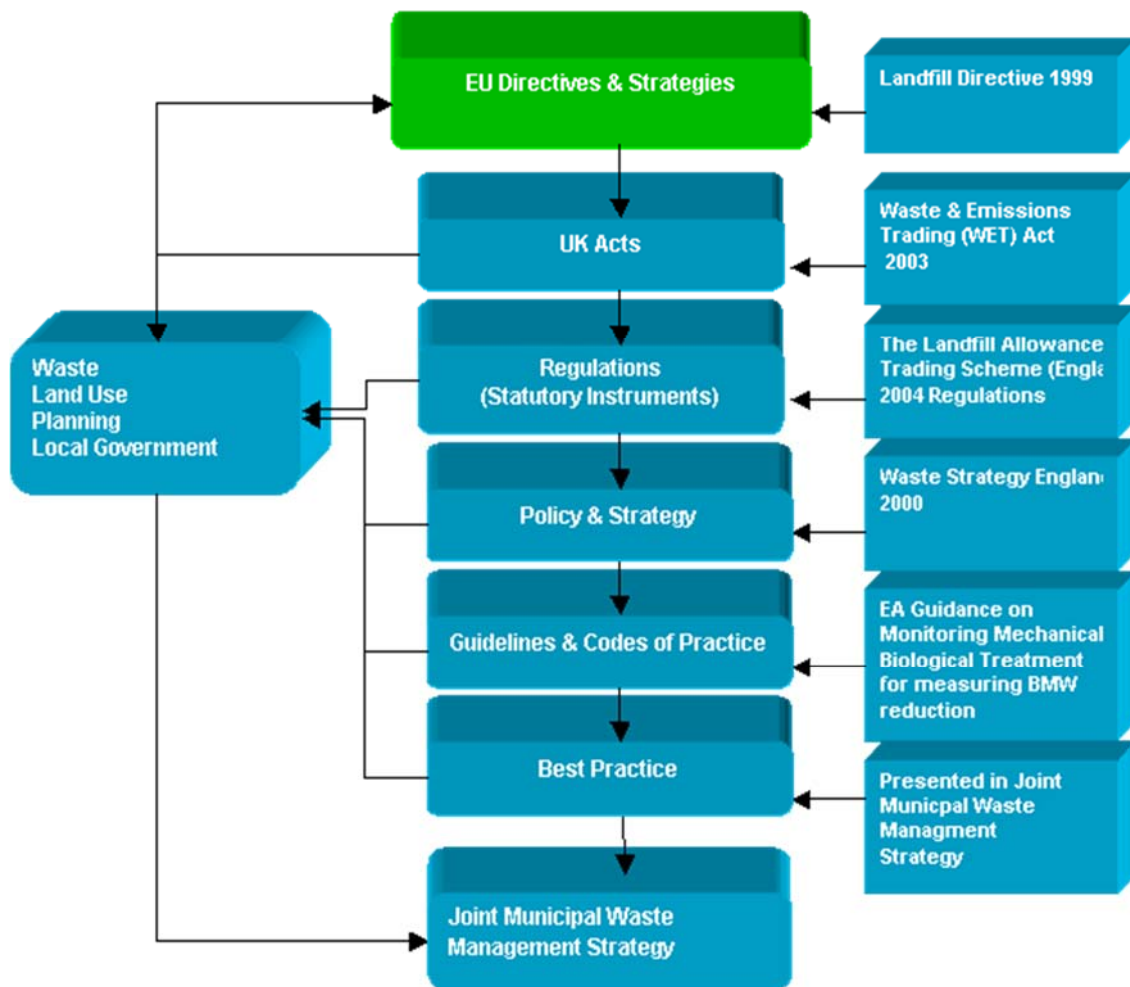 EU Directives & Strategies
Landfill Directive 1999
UK Acts
Waste & Emissions
Trading (WET) Act
2003
Waste
Land Use
Planning
Local Government
Regulations
(Statutory Instruments)
The Landfill Allowance
Trading Scheme (Engla
2004 Regulations
Policy & Strategy
Waste Strategy England
2000
Guidelines & Codes of Practice
EA Guidance on
Monitoring Mechanical
Biological Treatment
for measuring BMW
reduction
Best Practice
Presented in Joint
Municpal Waste
Managment
Strategy
Joint Municipal Waste
Management Strategy